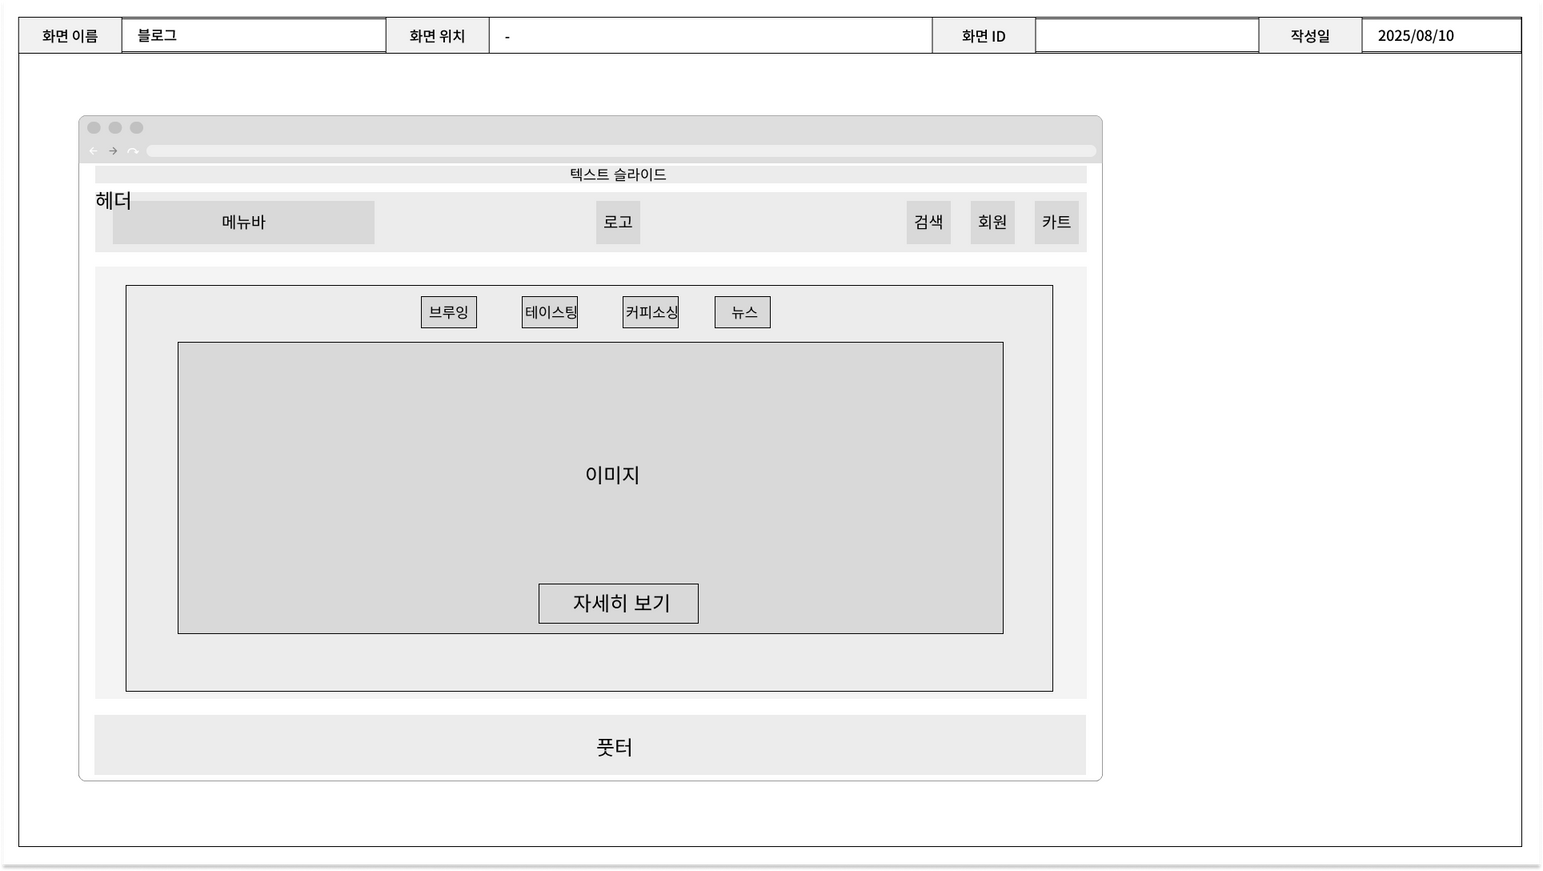 화면 이름 블로그 화면 위치 - 화면 ID 작성일 2025/08/10
텍스트 슬라이드
헤더
메뉴바 로고 검색 회원 카트
브루잉 테이스팅 커피소싱 뉴스
이미지
자세히 보기
풋터